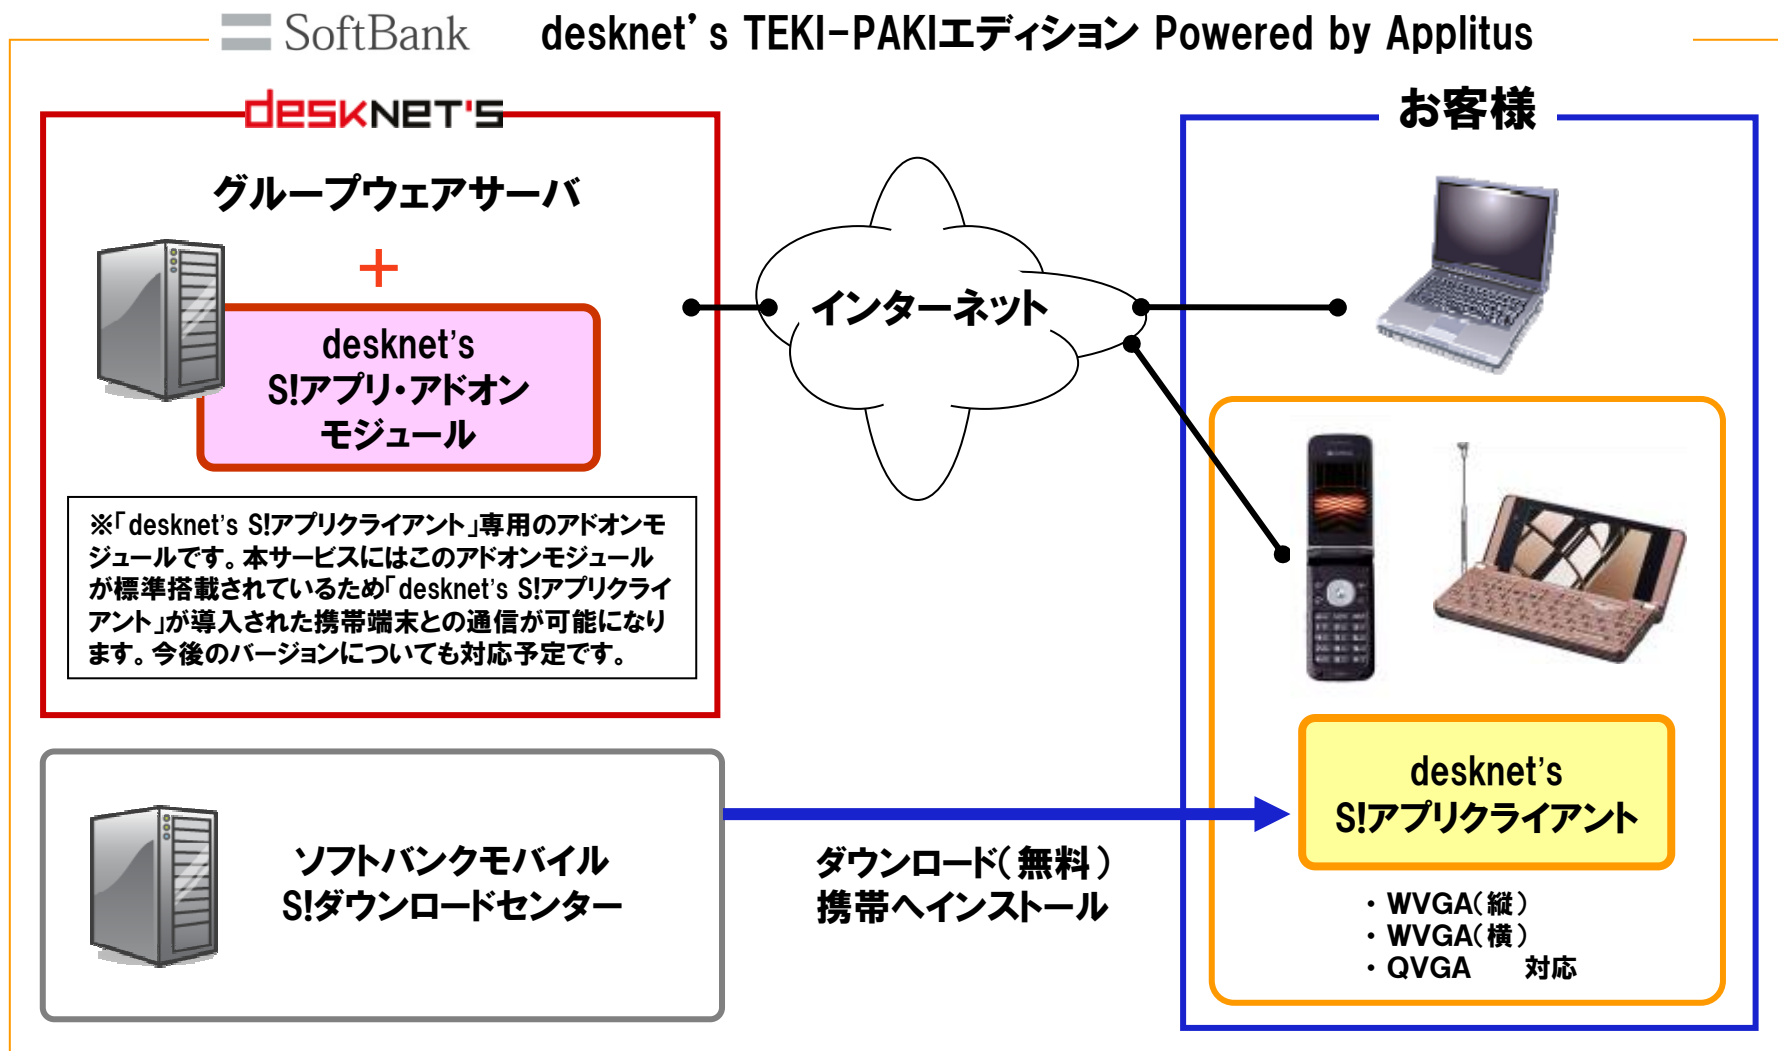 SoftBank
desknet’s TEKI-PAKIエディション Powered by Applitus
DESKNET'S
グループウェアサーバ
+
desknet's
S!アプリ・アドオン
モジュール
※「desknet's S!アプリクライアント」専用のアドオンモ
ジュールです。本サービスにはこのアドオンモジュール
が標準搭載されているため「desknet's S!アプリクライ
アント」が導入された携帯端末との通信が可能になり
ます。今後のバージョンについても対応予定です。
インターネット
お客様
desknet's
S!アプリクライアント
・ WVGA（縦）
・ WVGA（横）
・ QVGA　　対応
ソフトバンクモバイル
S!ダウンロードセンター
ダウンロード（無料）
携帯へインストール